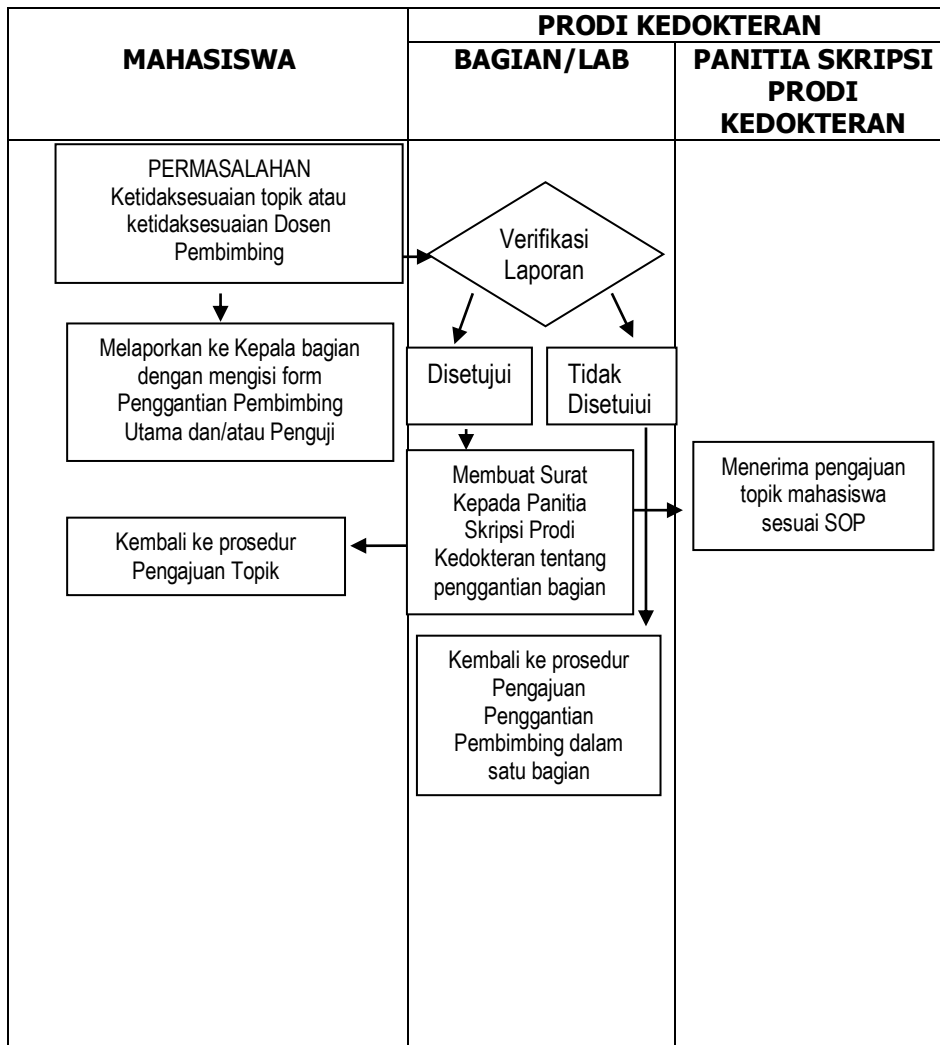 MAHASISWA
PRODI KEDOKTERAN
BAGIAN/LAB
PANITIA SKRIPSI
PRODI
KEDOKTERAN
PERMASALAHAN
Ketidaksesuaian topik atau
ketidaksesuaian Dosen
Pembimbing
Verifikasi
Laporan
Melaporkan ke Kepala bagian
dengan mengisi form
Penggantian Pembimbing
Utama dan/atau Penguji
Disetujui
Tidak
Disetujui
Membuat Surat
Kepada Panitia
Skripsi Prodi
Kedokteran tentang
penggantian bagian
Menerima pengajuan
topik mahasiswa
sesuai SOP
Kembali ke prosedur
Pengajuan Topik
Kembali ke prosedur
Pengajuan
Penggantian
Pembimbing dalam
satu bagian